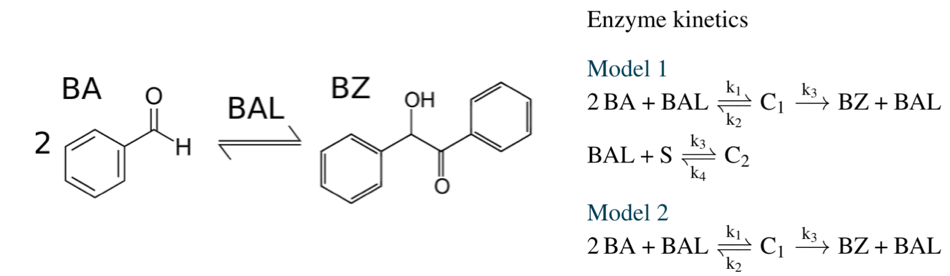 BA
O
H
2
BAL
BZ
OH
O
Enzyme kinetics
Model 1
2 BA + BAL ⇌ C₁ → BZ + BAL
k₁ k₂ k₃
BAL + S ⇌ C₂
k₃ k₄
Model 2
2 BA + BAL ⇌ C₁ → BZ + BAL
k₁ k₂ k₃